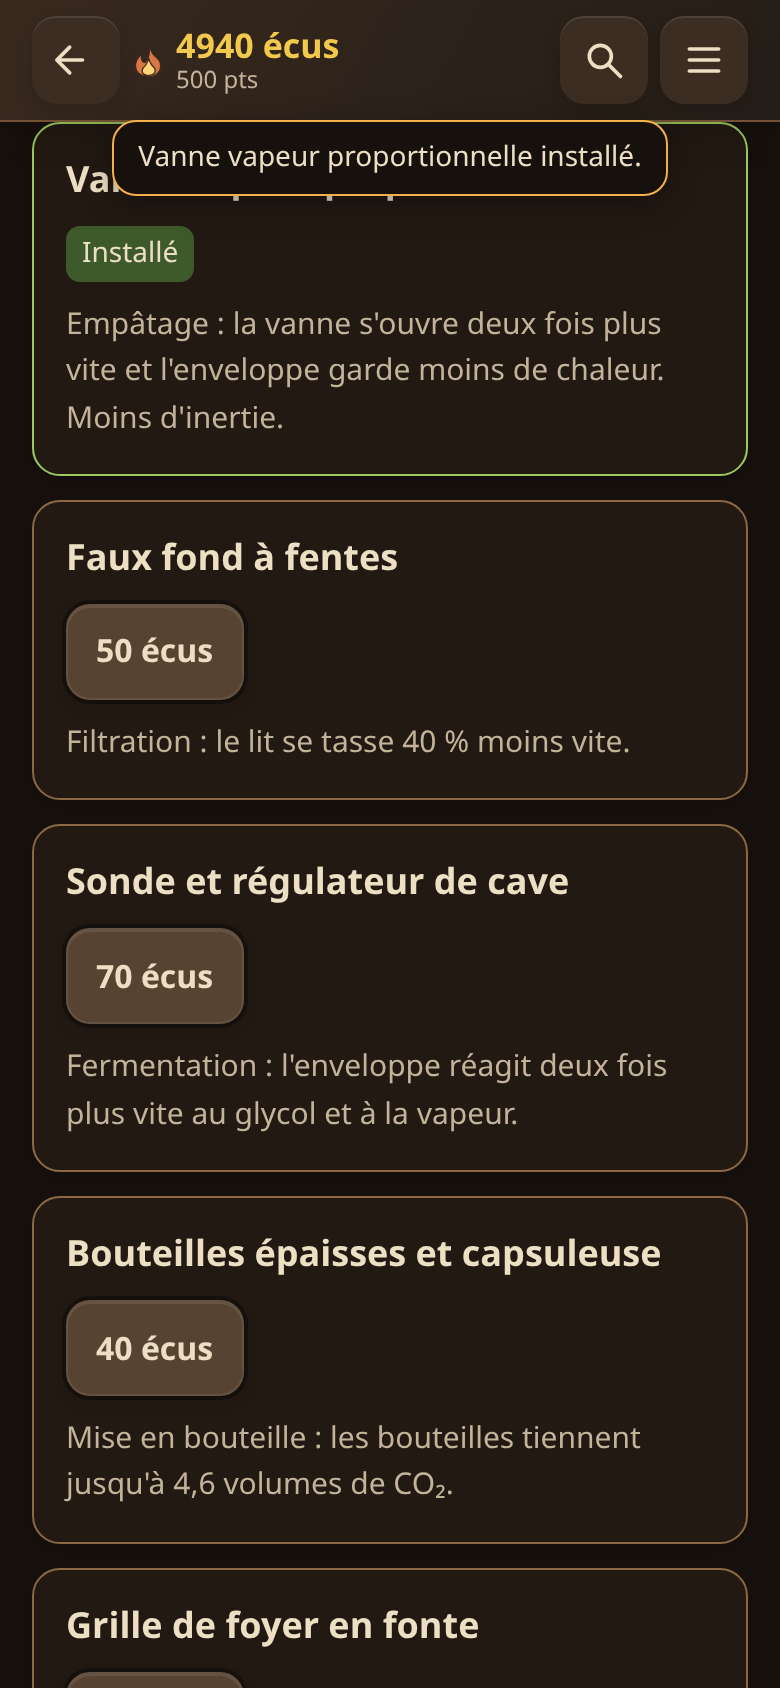 4940 écus
500 pts
Vanne vapeur proportionnelle installé.
Installé
Empâtage : la vanne s'ouvre deux fois plus
vite et l'enveloppe garde moins de chaleur.
Moins d'inertie.
Faux fond à fentes
50 écus
Filtration : le lit se tasse 40 % moins vite.
Sonde et régulateur de cave
70 écus
Fermentation : l'enveloppe réagit deux fois
plus vite au glycol et à la vapeur.
Bouteilles épaisses et capsuleuse
40 écus
Mise en bouteille : les bouteilles tiennent
jusqu'à 4,6 volumes de CO₂.
Grille de foyer en fonte